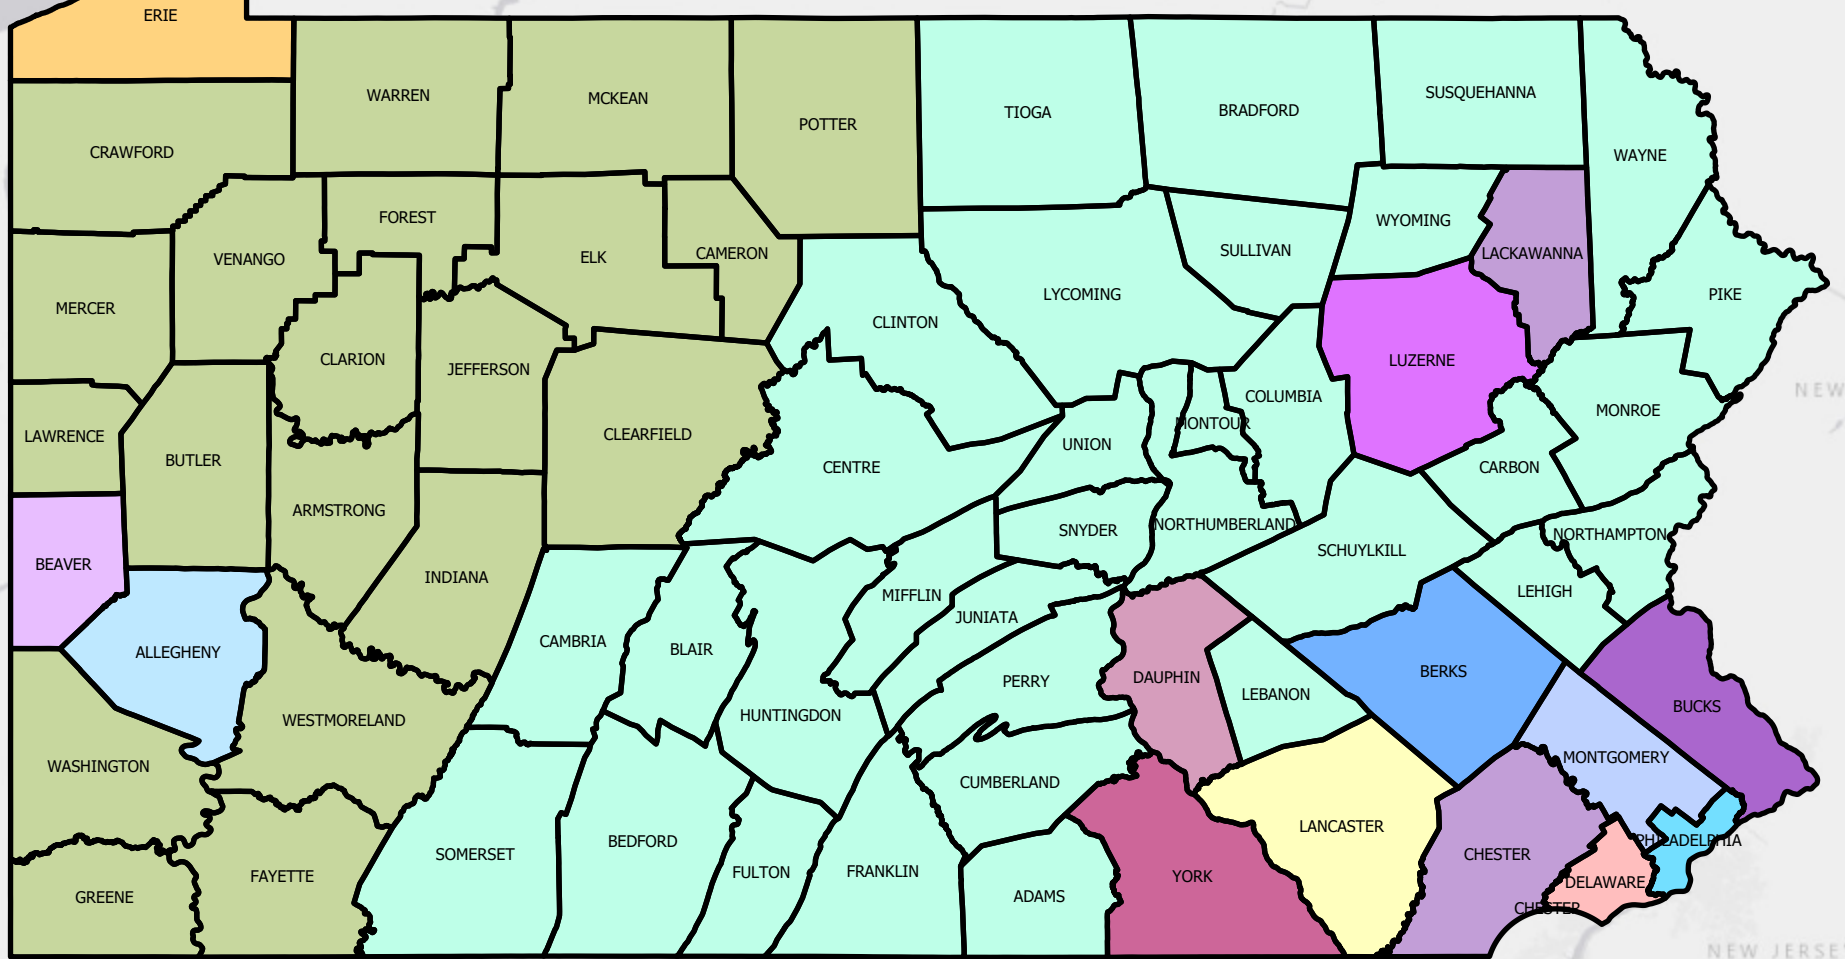 ERIE
WARREN
MCKEAN
POTTER
TIOGA
BRADFORD
SUSQUEHANNA
WAYNE
CRAWFORD
FOREST
VENANGO
ELK
CAMERON
SULLIVAN
WYOMING
LACKAWANNA
PIKE
MERCER
CLINTON
LYCOMING
CLARION
JEFFERSON
LUZERNE
NEW
COLUMBIA
MONROE
MONTOUR
LAWRENCE
BUTLER
CLEARFIELD
UNION
CENTRE
CARBON
ARMSTRONG
SNYDER
NORTHUMBERLAND
NORTHAMPTON
SCHUYLKILL
BEAVER
INDIANA
MIFFLIN
LEHIGH
JUNIATA
CAMBRIA
BLAIR
ALLEGHENY
PERRY
DAUPHIN
LEBANON
BERKS
WESTMORELAND
HUNTINGDON
BUCKS
WASHINGTON
CUMBERLAND
MONTGOMERY
LANCASTER
PHILADELPHIA
SOMERSET
BEDFORD
FULTON
FRANKLIN
CHESTER
GREENE
FAYETTE
ADAMS
YORK
DELAWARE
CHESTER
NEW JERSE